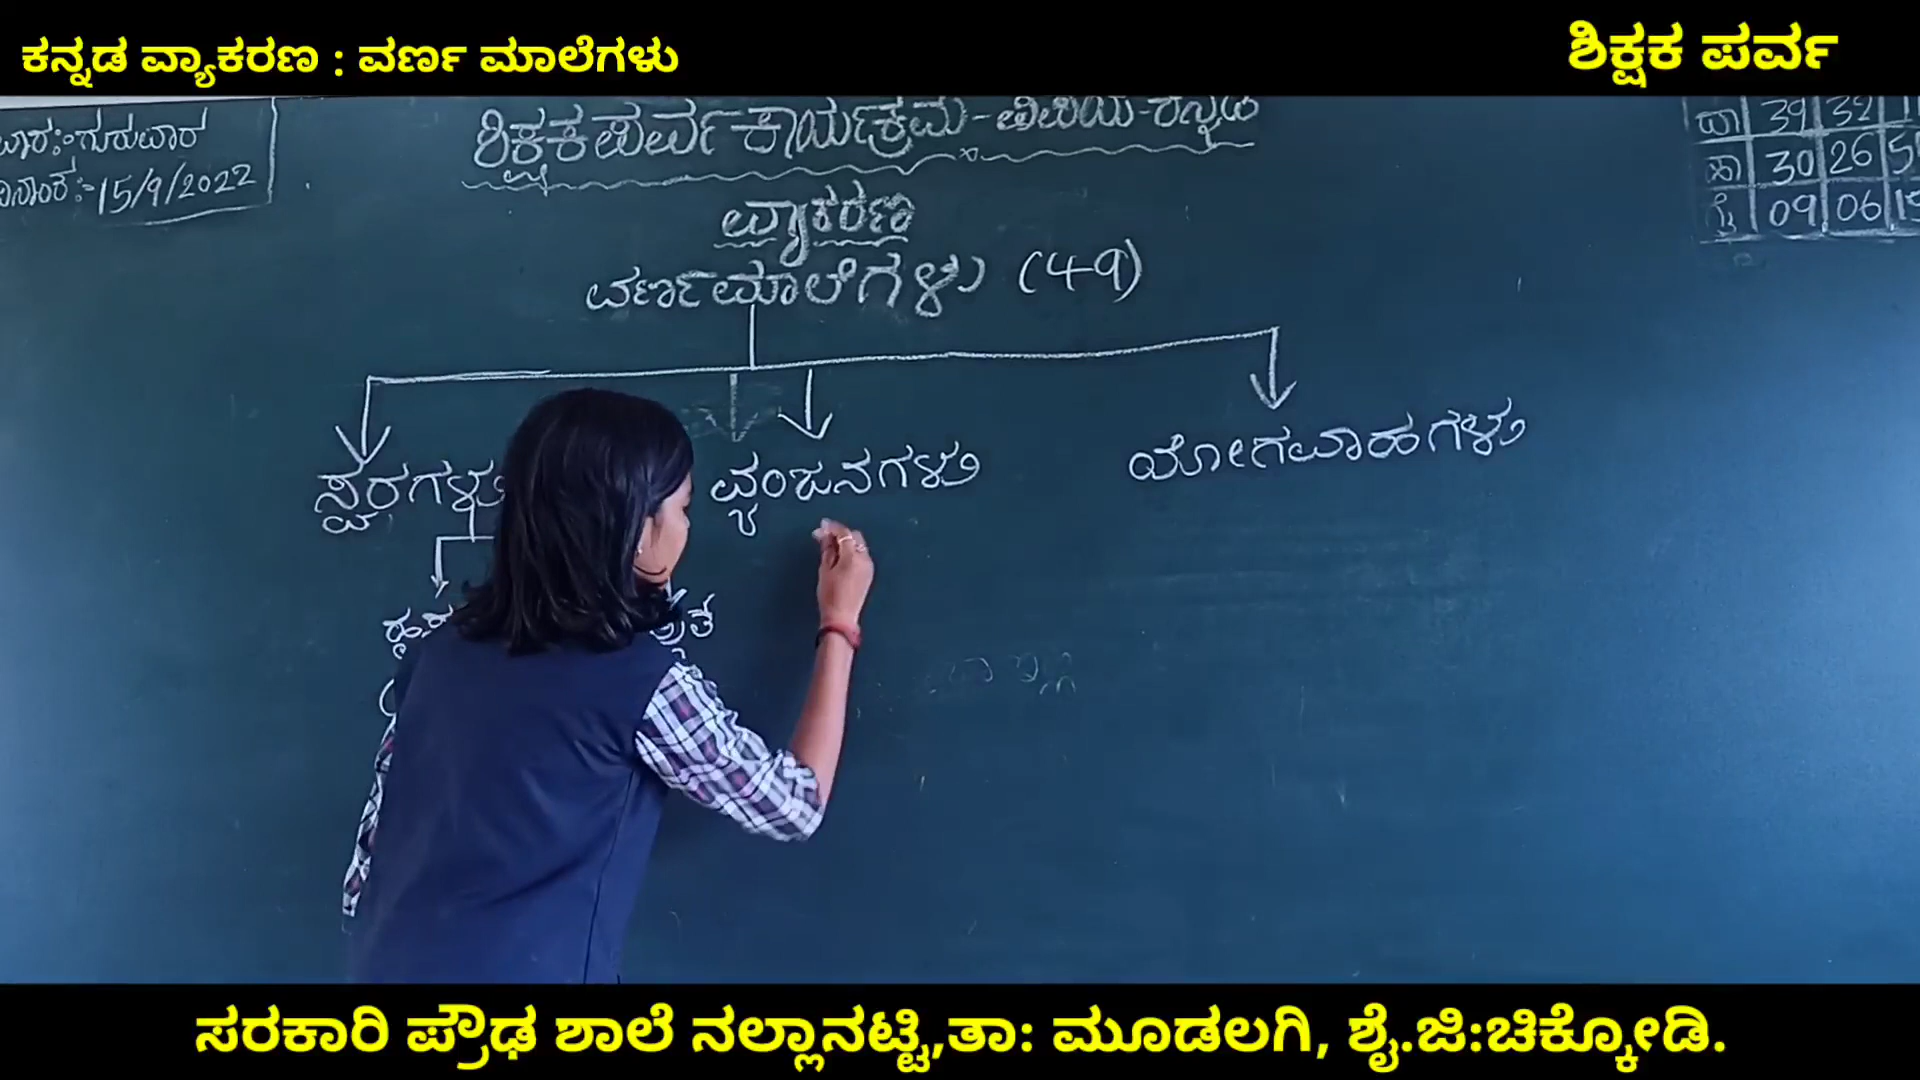 ಕನ್ನಡ ವ್ಯಾಕರಣ : ವರ್ಣ ಮಾಲೆಗಳು
ಶಿಕ್ಷಕ ಪರ್ವ
ವಾರ:-ಗುರುವಾರ
ದಿನಾಂಕ:-15/9/2022
ಶಿಕ್ಷಕ ಪರ್ವ ಕಾರ್ಯಕ್ರಮ-
ದಾ 39 32
ಹಾ 30 26
ಗೈ 09 06
ವ್ಯಾಕರಣ
ವರ್ಣಮಾಲೆಗಳು (49)
ಸ್ವರಗಳು ವ್ಯಂಜನಗಳು ಯೋಗವಾಹಗಳು
ಸರಕಾರಿ ಪ್ರೌಢ ಶಾಲೆ ನಲ್ಲಾನಟ್ಟಿ,ತಾ: ಮೂಡಲಗಿ, ಶೈ.ಜಿ:ಚಿಕ್ಕೋಡಿ.